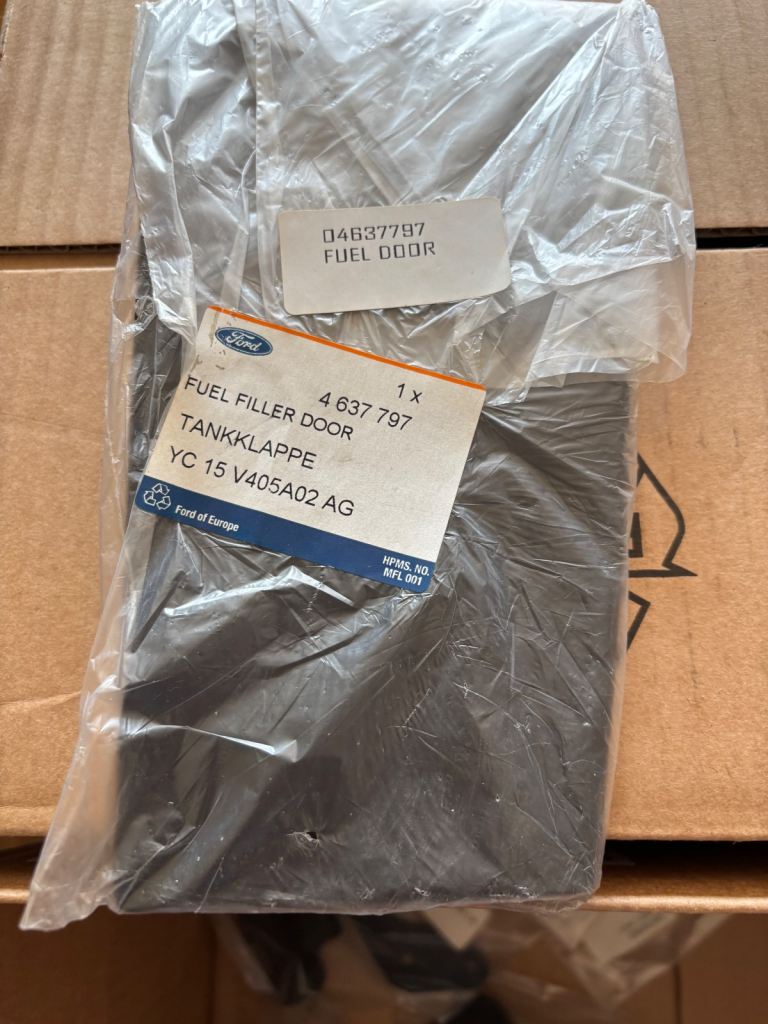 04637797
FUEL DOOR
Ford
1 x
4 637 797
FUEL FILLER DOOR
TANKKLAPPE
YC 15 V405A02 AG
Ford of Europe
HPMS. NO.
MFL 001